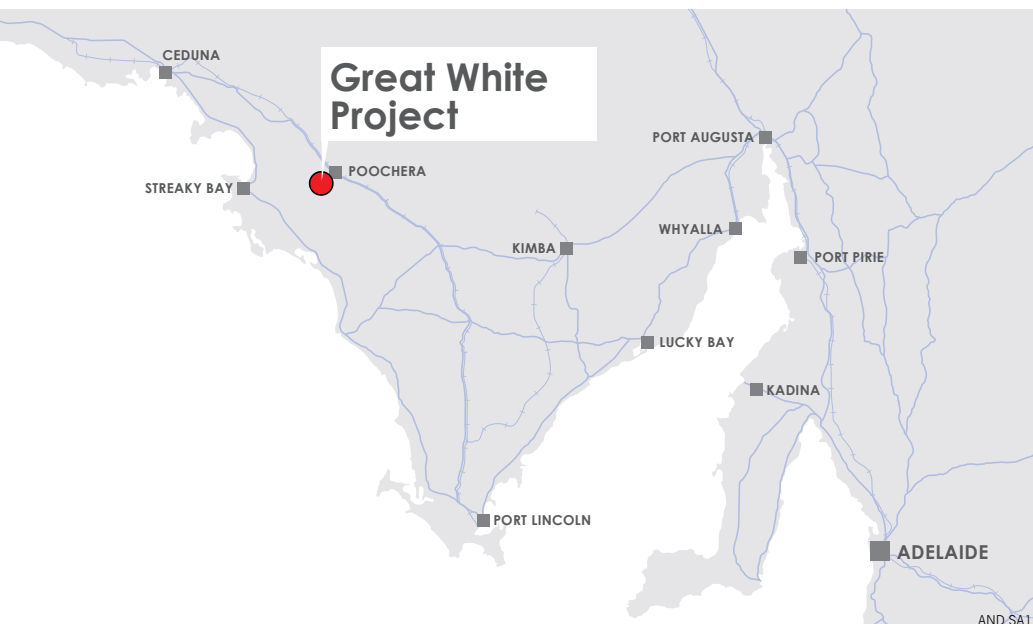 CEDUNA
Great White
Project
PORT AUGUSTA
POOCHERA
STREAKY BAY
WHYALLA
KIMBA
PORT PIRIE
LUCKY BAY
KADINA
PORT LINCOLN
ADELAIDE
AND SA1